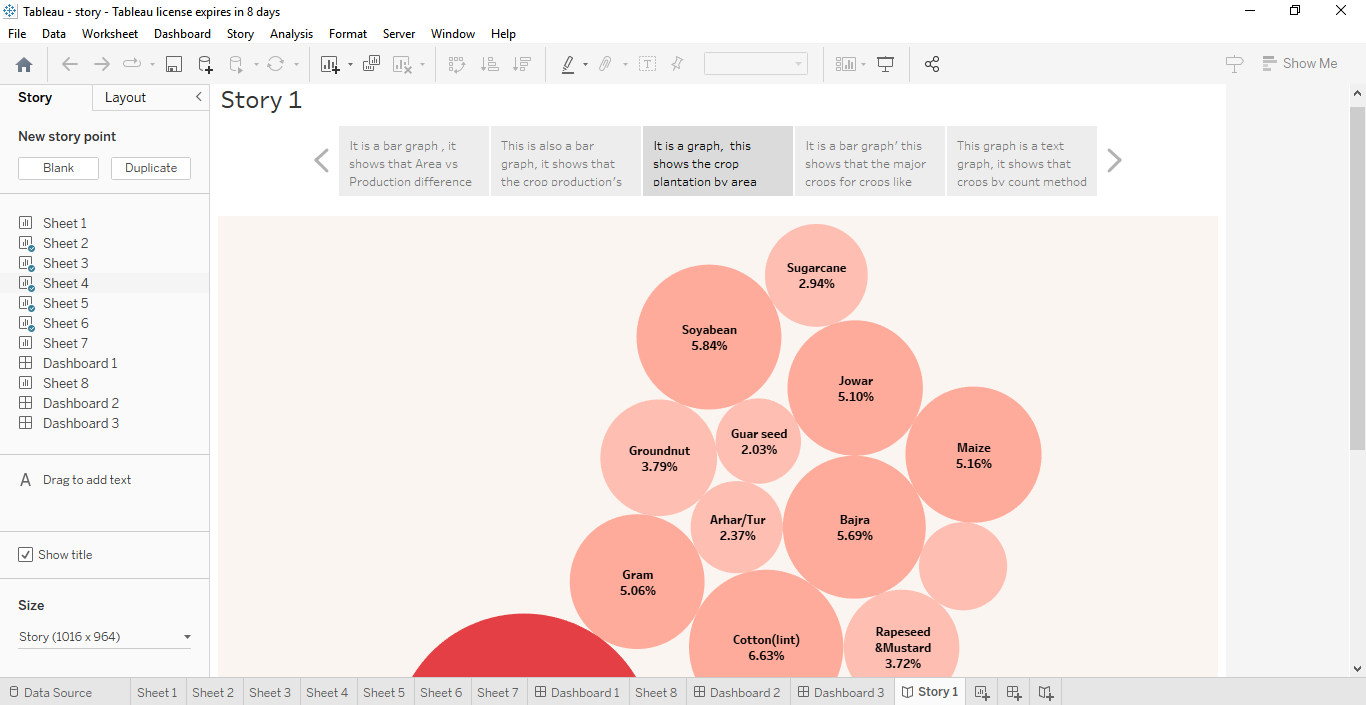 Tableau - story - Tableau license expires in 8 days
File Data Worksheet Dashboard Story Analysis Format Server Window Help
Show Me
Story
Layout
New story point
Blank
Duplicate
Sheet 1
Sheet 2
Sheet 3
Sheet 4
Sheet 5
Sheet 6
Sheet 7
Dashboard 1
Sheet 8
Dashboard 2
Dashboard 3
A Drag to add text
Show title
Size
Story (1016 x 964)
Story 1
It is a bar graph , it
shows that Area vs
Production difference
This is also a bar
graph, it shows that
the crop production's
It is a graph, this
shows the crop
plantation by area
It is a bar graph' this
shows that the major
crops for crops like
This graph is a text
graph, it shows that
crops by count method
Sugarcane
2.94%
Soyabean
5.84%
Jowar
5.10%
Maize
5.16%
Guar seed
2.03%
Groundnut
3.79%
Arhar/Tur
2.37%
Bajra
5.69%
Gram
5.06%
Cotton(lint)
6.63%
Rapeseed
&Mustard
3.72%
Data Source Sheet 1 Sheet 2 Sheet 3 Sheet 4 Sheet 5 Sheet 6 Sheet 7 Dashboard 1 Sheet 8 Dashboard 2 Dashboard 3 Story 1